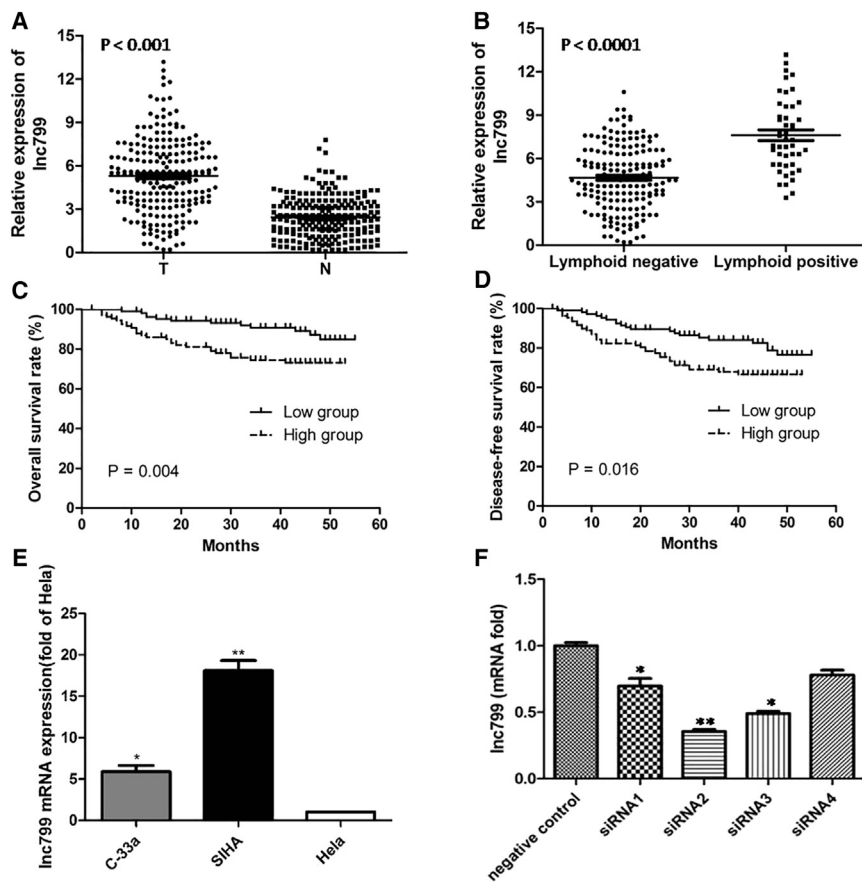 A
P < 0.001
Relative expression of
lnc799
15
12
9
6
3
0
T
N
B
P < 0.0001
Relative expression of
lnc799
15
12
9
6
3
0
Lymphoid negative
Lymphoid positive
C
Overall survival rate (%)
100
80
60
40
20
0
Low group
High group
P = 0.004
0
10
20
30
40
50
60
Months
D
Disease-free survival rate (%)
100
80
60
40
20
0
Low group
High group
P = 0.016
0
10
20
30
40
50
60
Months
E
lnc799 mRNA expression(fold of Hela)
25
20
15
10
5
0
*
**
C-33a
SIHA
Hela
F
lnc799 (mRNA fold)
1.5
1.0
0.5
0.0
*
**
*
negative control
siRNA1
siRNA2
siRNA3
siRNA4